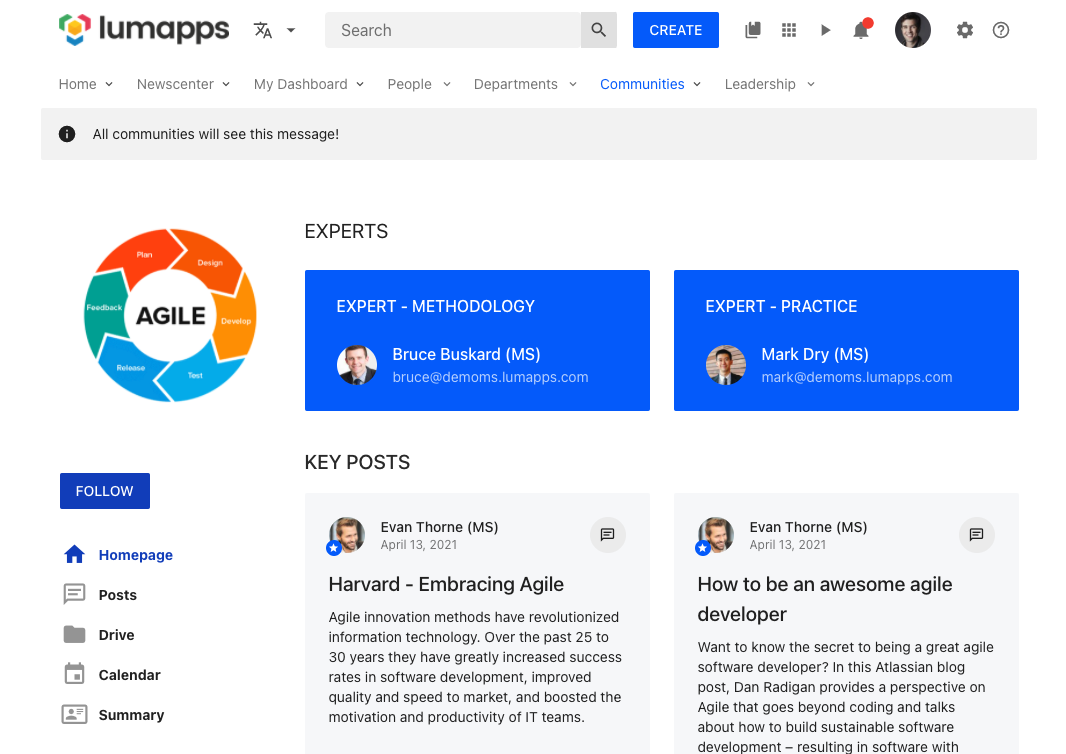 lumapps
Search
CREATE
Home
Newscenter
My Dashboard
People
Departments
Communities
Leadership
All communities will see this message!
Plan
Design
Develop
Test
Release
Feedback
AGILE
FOLLOW
Homepage
Posts
Drive
Calendar
Summary
EXPERTS
EXPERT - METHODOLOGY
Bruce Buskard (MS)
bruce@demoms.lumapps.com
EXPERT - PRACTICE
Mark Dry (MS)
mark@demoms.lumapps.com
KEY POSTS
Evan Thorne (MS)
April 13, 2021
Harvard - Embracing Agile
Agile innovation methods have revolutionized
information technology. Over the past 25 to
30 years they have greatly increased success
rates in software development, improved
quality and speed to market, and boosted the
motivation and productivity of IT teams.
Evan Thorne (MS)
April 13, 2021
How to be an awesome agile
developer
Want to know the secret to being a great agile
software developer? In this Atlassian blog
post, Dan Radigan provides a perspective on
Agile that goes beyond coding and talks
about how to build sustainable software
development – resulting in software with